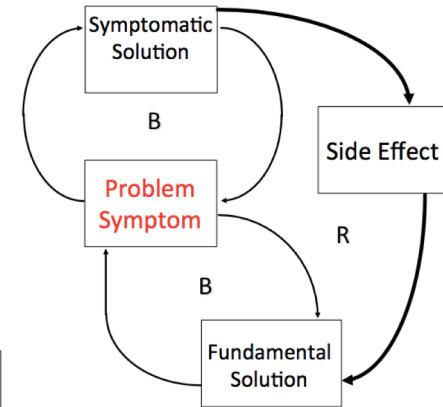 Symptomatic
Solution
B
Side Effect
Problem
Symptom
R
B
Fundamental
Solution